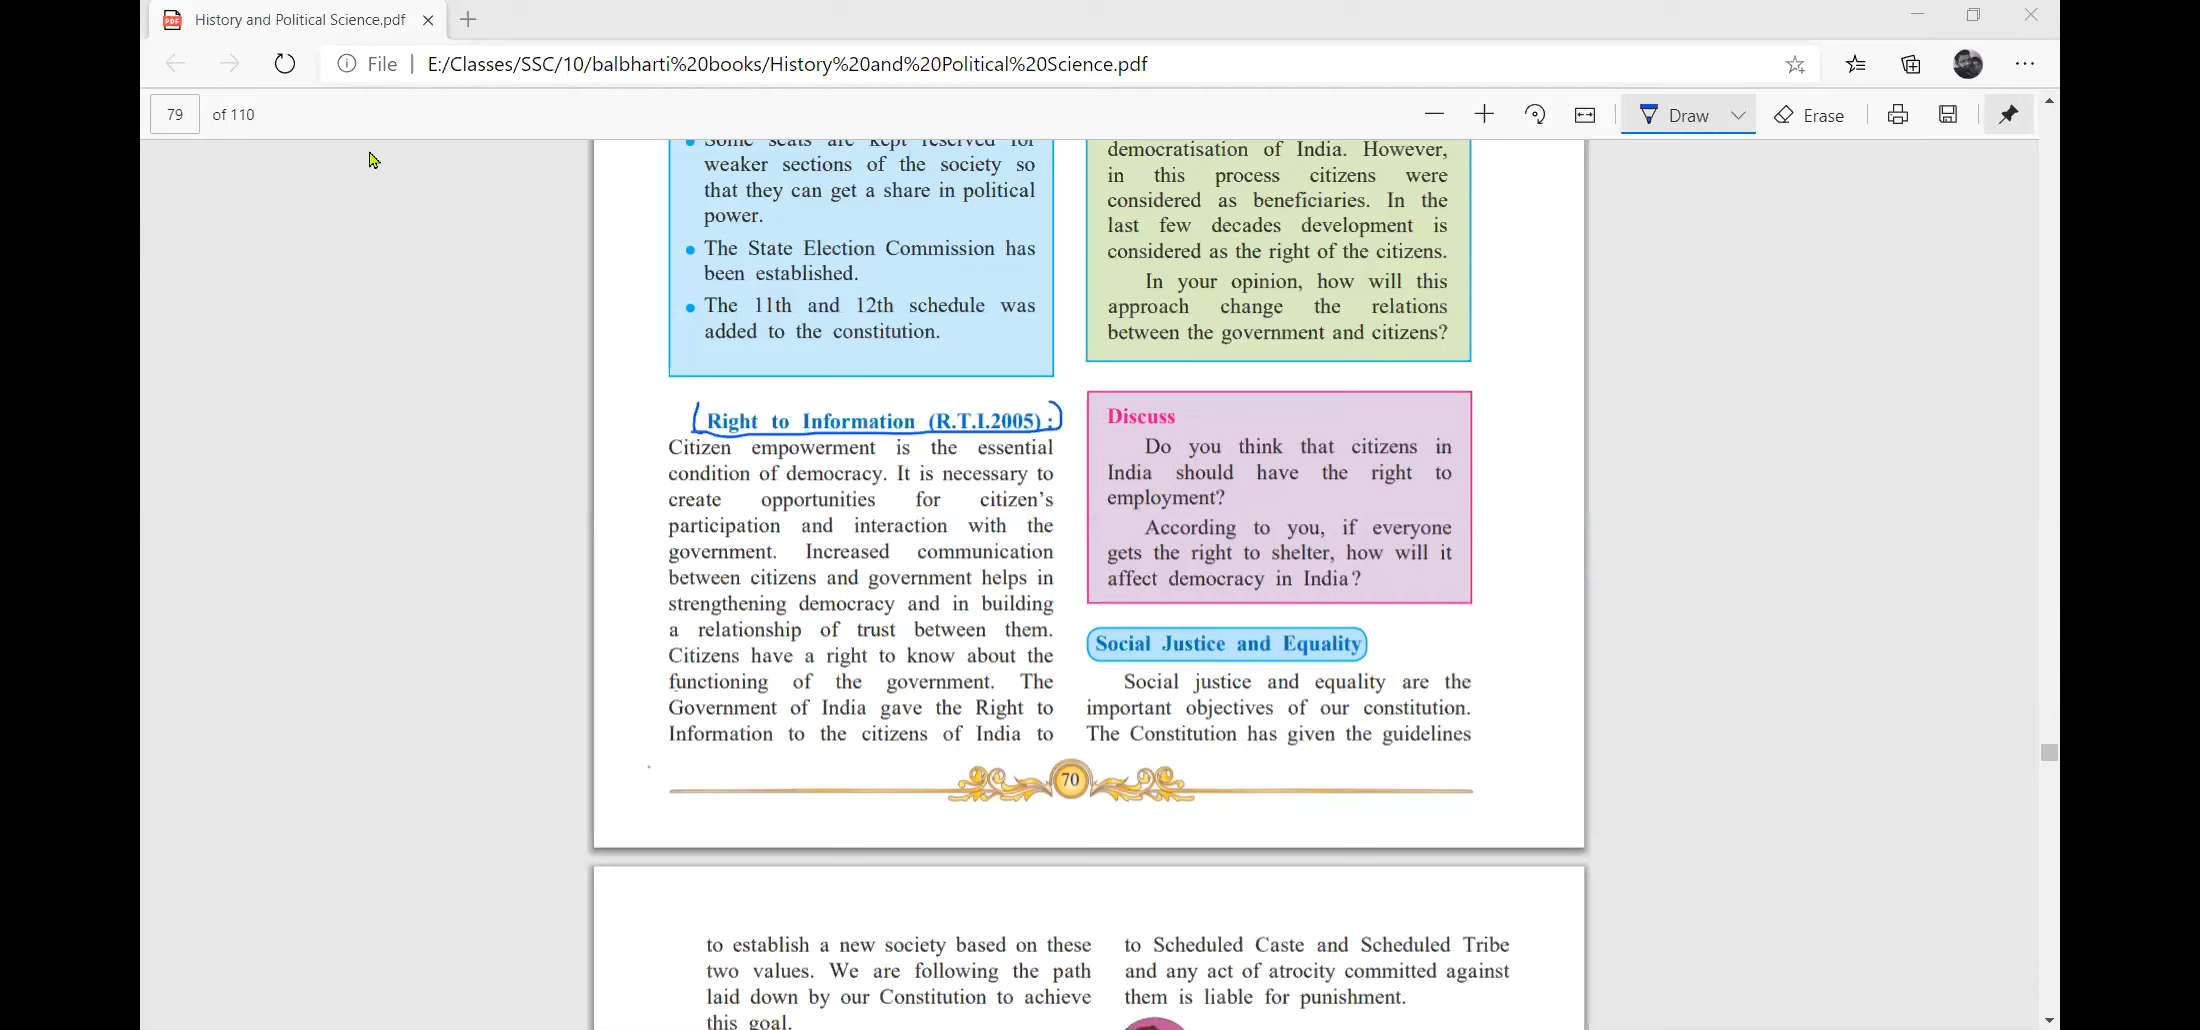 History and Political Science.pdf
File | E:/Classes/SSC/10/balbharti%20books/History%20and%20Political%20Science.pdf
79 of 110
Draw
Erase
Some seats are kept reserved for
weaker sections of the society so
that they can get a share in political
power.
• The State Election Commission has
been established.
• The 11th and 12th schedule was
added to the constitution.
Right to Information (R.T.I.2005) :
Citizen empowerment is the essential
condition of democracy. It is necessary to
create opportunities for citizen's
participation and interaction with the
government. Increased communication
between citizens and government helps in
strengthening democracy and in building
a relationship of trust between them.
Citizens have a right to know about the
functioning of the government. The
Government of India gave the Right to
Information to the citizens of India to
democratisation of India. However,
in this process citizens were
considered as beneficiaries. In the
last few decades development is
considered as the right of the citizens.
In your opinion, how will this
approach change the relations
between the government and citizens?
Discuss
Do you think that citizens in
India should have the right to
employment?
According to you, if everyone
gets the right to shelter, how will it
affect democracy in India?
Social Justice and Equality
Social justice and equality are the
important objectives of our constitution.
The Constitution has given the guidelines
70
to establish a new society based on these
two values. We are following the path
laid down by our Constitution to achieve
this goal.
to Scheduled Caste and Scheduled Tribe
and any act of atrocity committed against
them is liable for punishment.